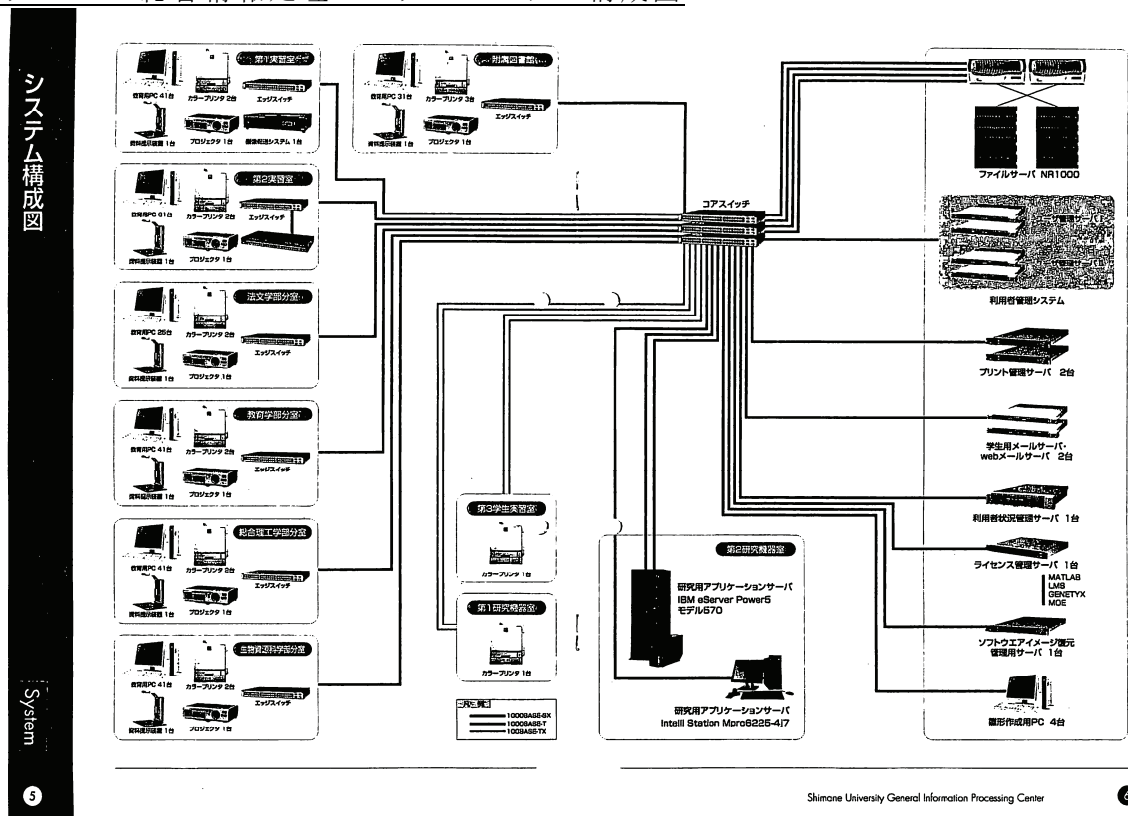 システム構成図
System
5
第1実習室
教育用PC 41台
カラープリンタ 2台
エッジスイッチ
資料提示装置 1台
プロジェクタ 1台
附属図書館
教育用PC 31台
カラープリンタ 3台
エッジスイッチ
資料提示装置 1台
プロジェクタ 1台
第2実習室
カラープリンタ 2台
エッジスイッチ
資料提示装置 1台
プロジェクタ 1台
法文学部分室
教育用PC 25台
カラープリンタ 2台
エッジスイッチ
資料提示装置 1台
プロジェクタ 1台
教育学部分室
教育用PC 41台
カラープリンタ 2台
エッジスイッチ
資料提示装置 1台
プロジェクタ 1台
総合理工学部分室
教育用PC 41台
カラープリンタ 2台
エッジスイッチ
資料提示装置 1台
プロジェクタ 1台
生物資源科学部分室
教育用PC 41台
カラープリンタ 2台
エッジスイッチ
資料提示装置 1台
プロジェクタ 1台
コアスイッチ
第3学生実習室
カラープリンタ 1台
第1研究機器室
カラープリンタ 1台
1000BASE-SX
1000BASE-T
100BASE-TX
第2研究機器室
研究用アプリケーションサーバ
IBM eServer Power5
モデル570
研究用アプリケーションサーバ
Intelli Station Mpro6225-4J7
ファイルサーバ NR1000
利用者管理システム
プリント管理サーバ 2台
学生用メールサーバ・
webメールサーバ 2台
利用者状況管理サーバ 1台
ライセンス管理サーバ 1台
MATLAB
LMS
GENETYX
MOE
ソフトウエアイメージ復元
管理用サーバ 1台
雛形作成用PC 4台
Shimane University General Information Processing Center